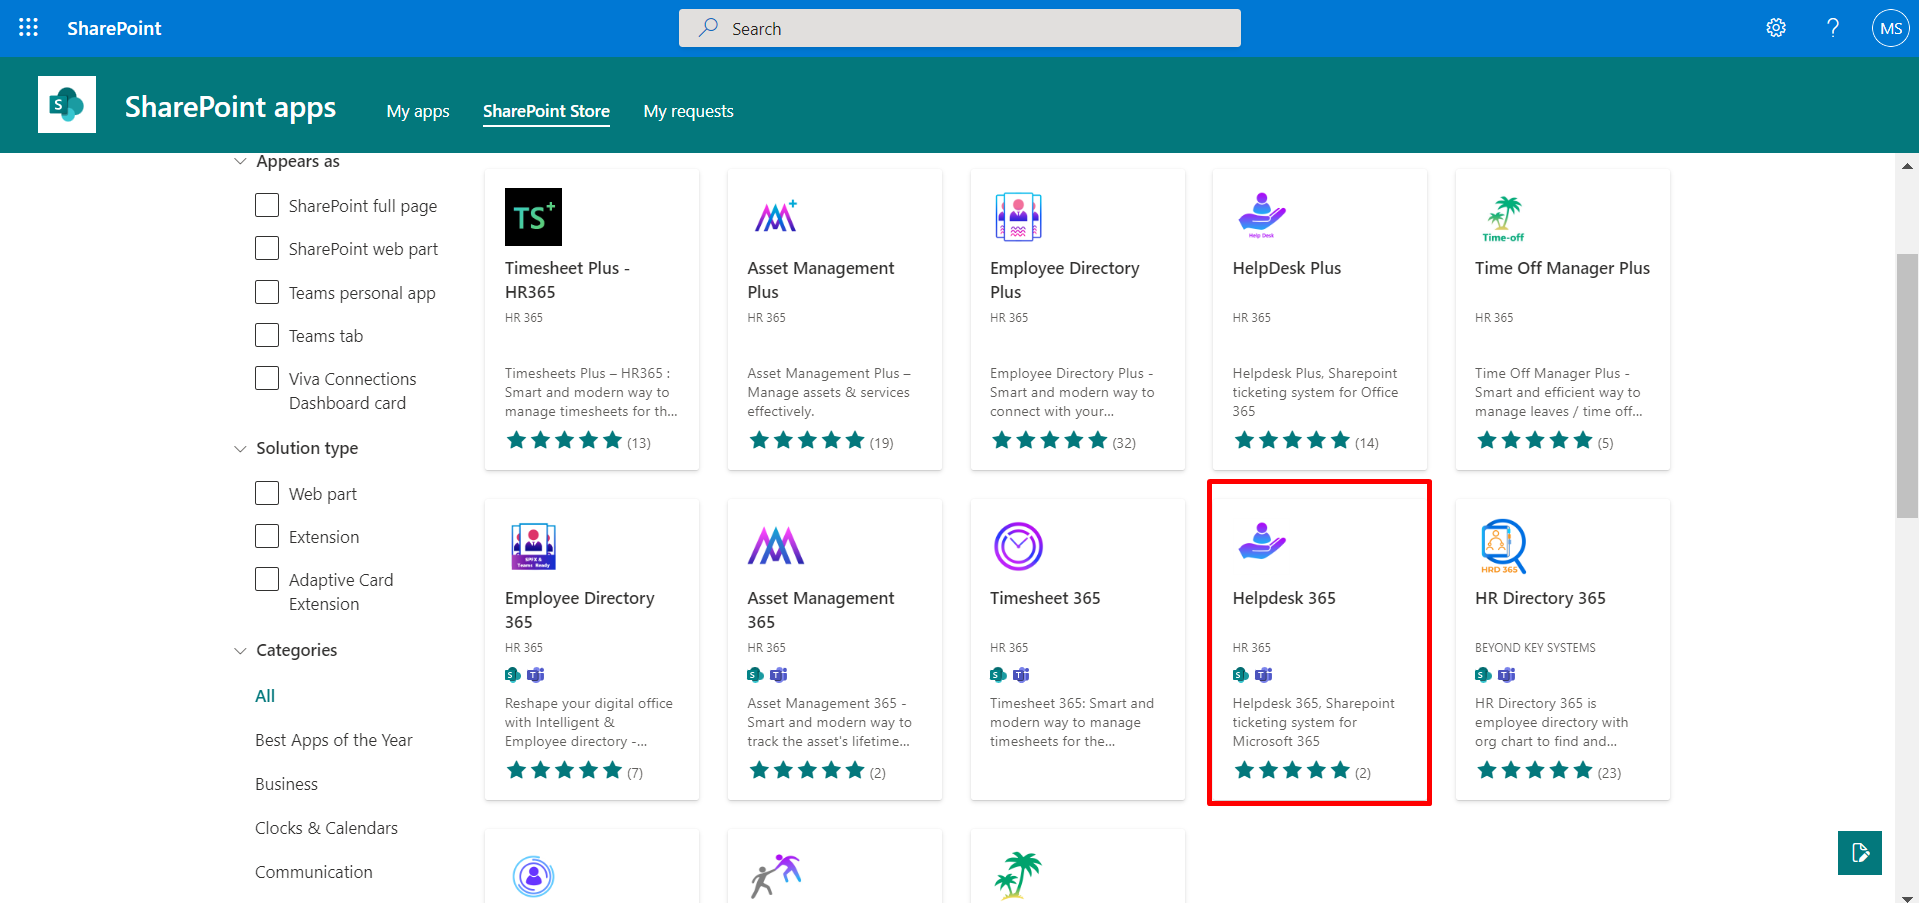 SharePoint
Search
?
MS
S
SharePoint apps
My apps
SharePoint Store
My requests
Appears as
SharePoint full page
SharePoint web part
Teams personal app
Teams tab
Viva Connections
Dashboard card
Solution type
Web part
Extension
Adaptive Card
Extension
Categories
All
Best Apps of the Year
Business
Clocks & Calendars
Communication
TS+
Timesheet Plus -
HR365
HR 365
Timesheets Plus – HR365 :
Smart and modern way to
manage timesheets for th...
(13)
Asset Management
Plus
HR 365
Asset Management Plus –
Manage assets & services
effectively.
(19)
Employee Directory
Plus
HR 365
Employee Directory Plus -
Smart and modern way to
connect with your...
(32)
Help Desk
HelpDesk Plus
HR 365
Helpdesk Plus, Sharepoint
ticketing system for Office
365
(14)
Time-off
Time Off Manager Plus
HR 365
Time Off Manager Plus -
Smart and efficient way to
manage leaves / time off...
(5)
SPFX &
Teams Ready
Employee Directory
365
HR 365
Reshape your digital office
with Intelligent &
Employee directory -...
(7)
Asset Management
365
HR 365
Asset Management 365 -
Smart and modern way to
track the asset's lifetime...
(2)
Timesheet 365
HR 365
Timesheet 365: Smart and
modern way to manage
timesheets for the...
Helpdesk 365
HR 365
Helpdesk 365, Sharepoint
ticketing system for
Microsoft 365
(2)
HRD 365
HR Directory 365
BEYOND KEY SYSTEMS
HR Directory 365 is
employee directory with
org chart to find and...
(23)